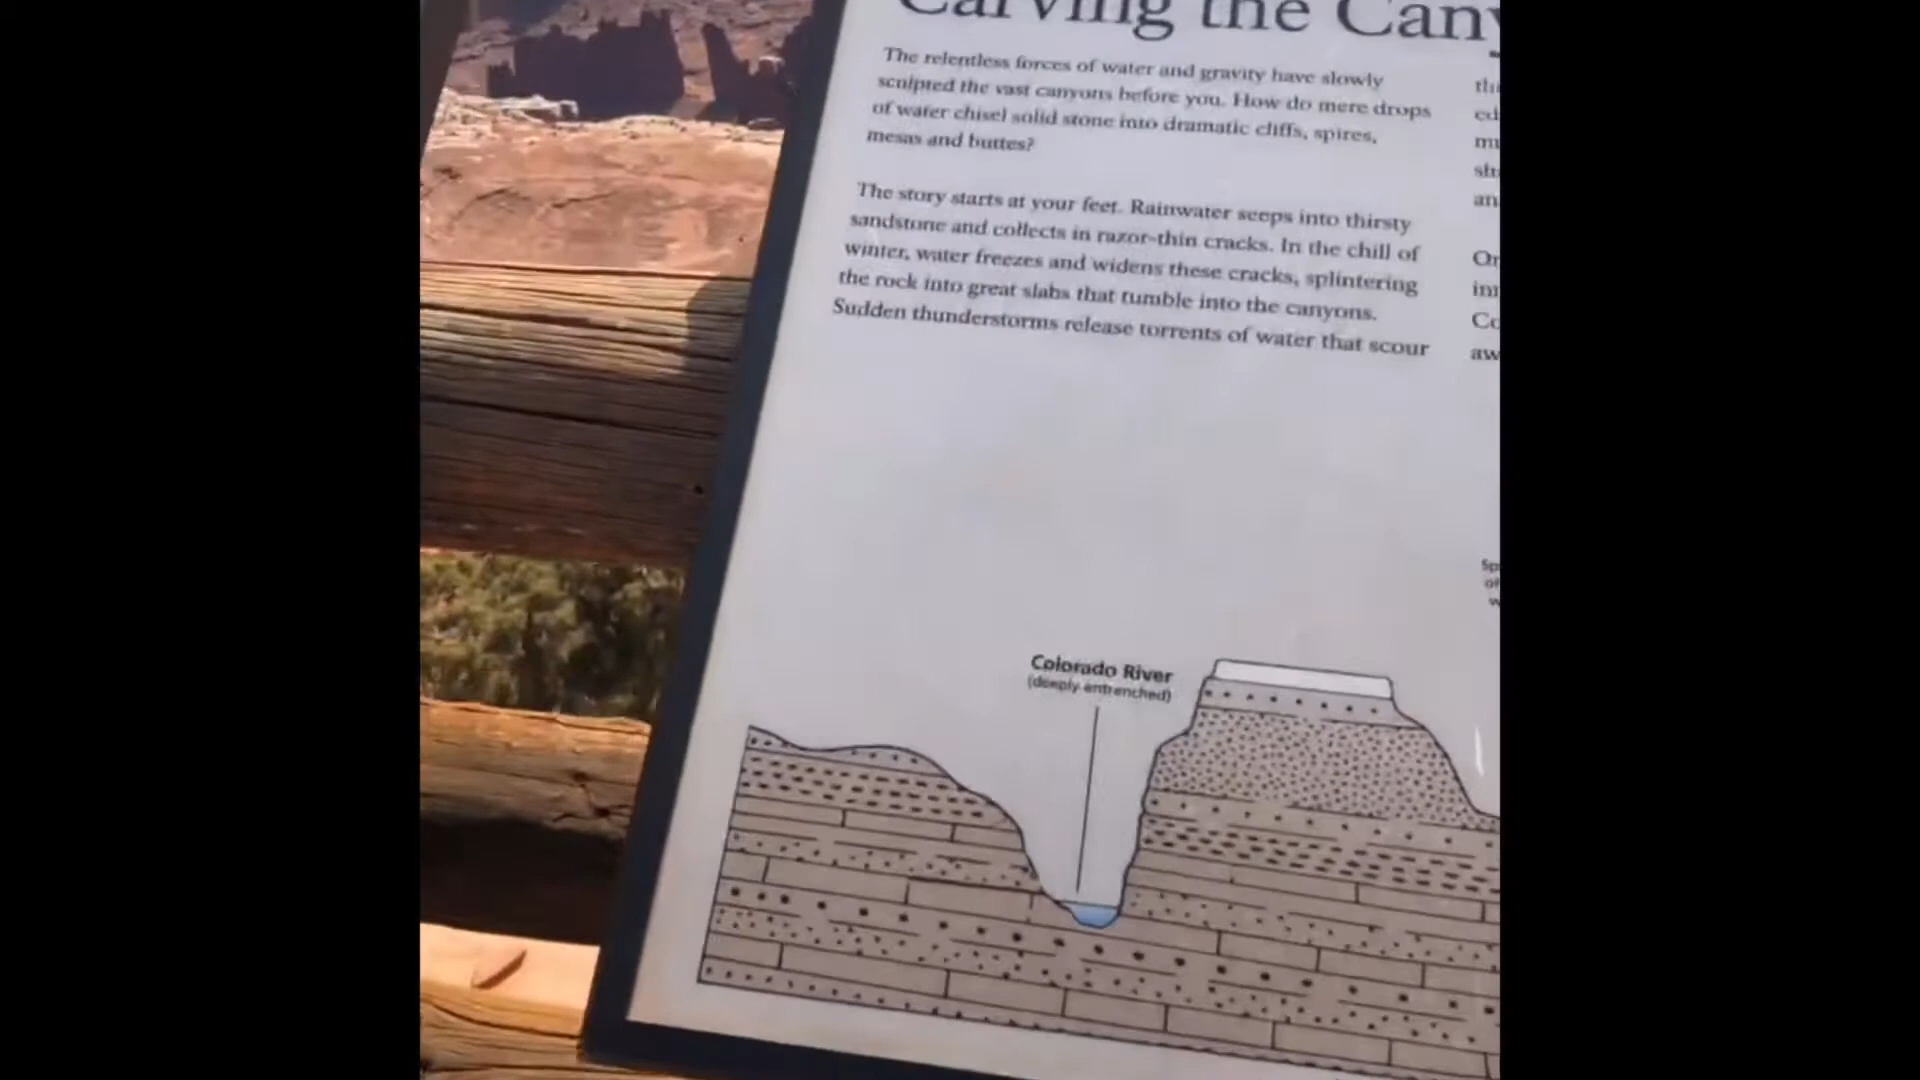 Carving the Cany
The relentless forces of water and gravity have slowly
sculpted the vast canyons before you. How do mere drops
of water chisel solid stone into dramatic cliffs, spires,
mesas and buttes?
The story starts at your feet. Rainwater seeps into thirsty
sandstone and collects in razor-thin cracks. In the chill of
winter, water freezes and widens these cracks, splintering
the rock into great slabs that tumble into the canyons.
Sudden thunderstorms release torrents of water that scour
Colorado River
(deeply entrenched)